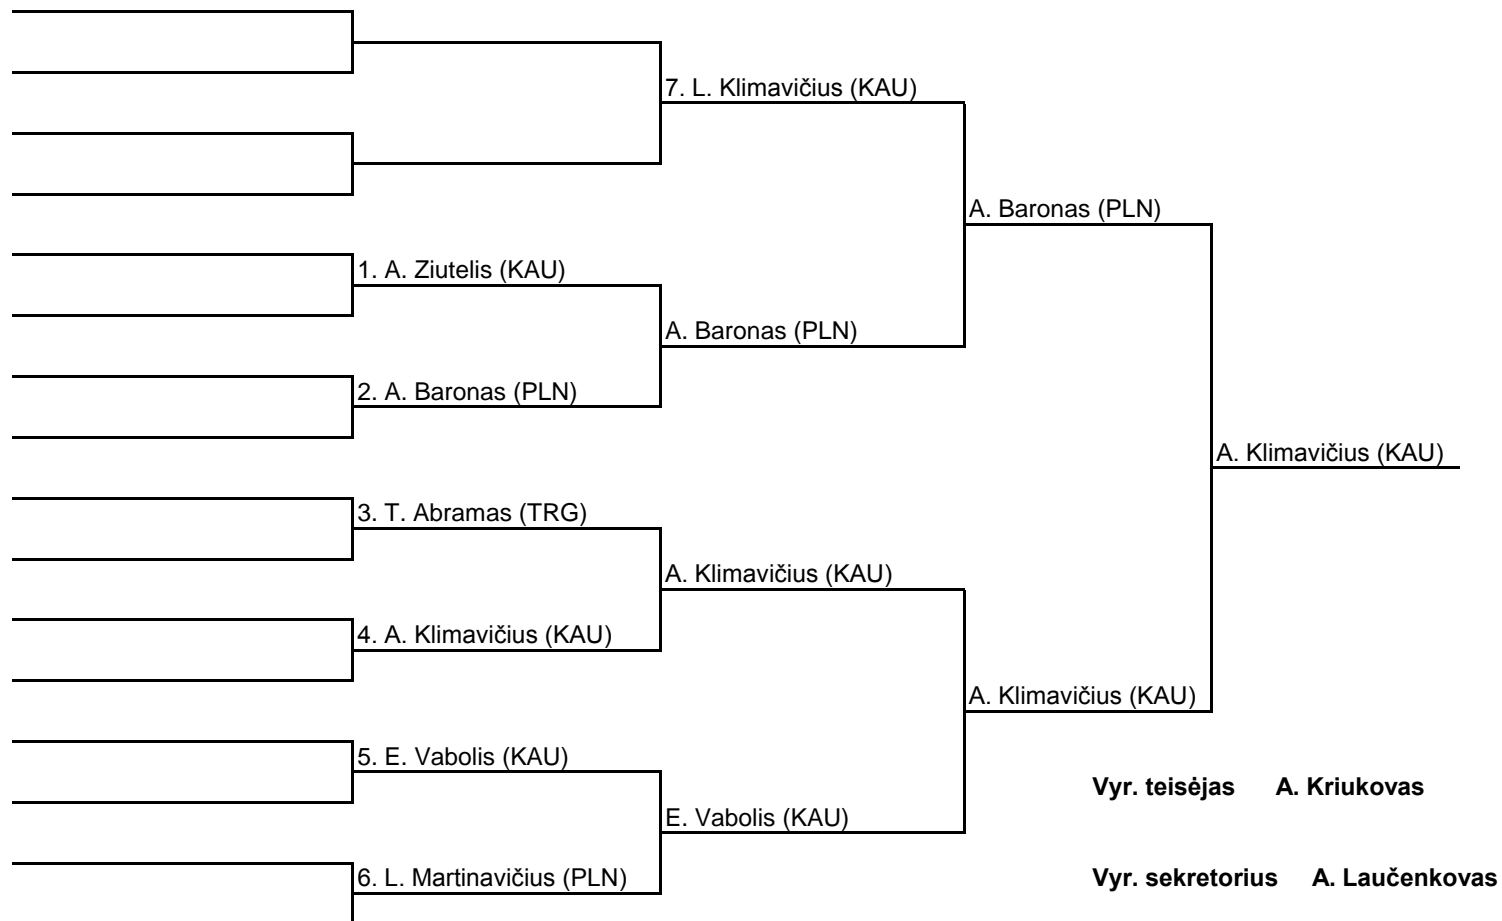 7. L. Klimavičius (KAU)
A. Baronas (PLN)
1. A. Ziutelis (KAU)
A. Baronas (PLN)
2. A. Baronas (PLN)
A. Klimavičius (KAU)
3. T. Abramas (TRG)
A. Klimavičius (KAU)
4. A. Klimavičius (KAU)
A. Klimavičius (KAU)
5. E. Vabolis (KAU)
Vyr. teisėjas A. Kriukovas
E. Vabolis (KAU)
6. L. Martinavičius (PLN)
Vyr. sekretorius A. Laučenkovas